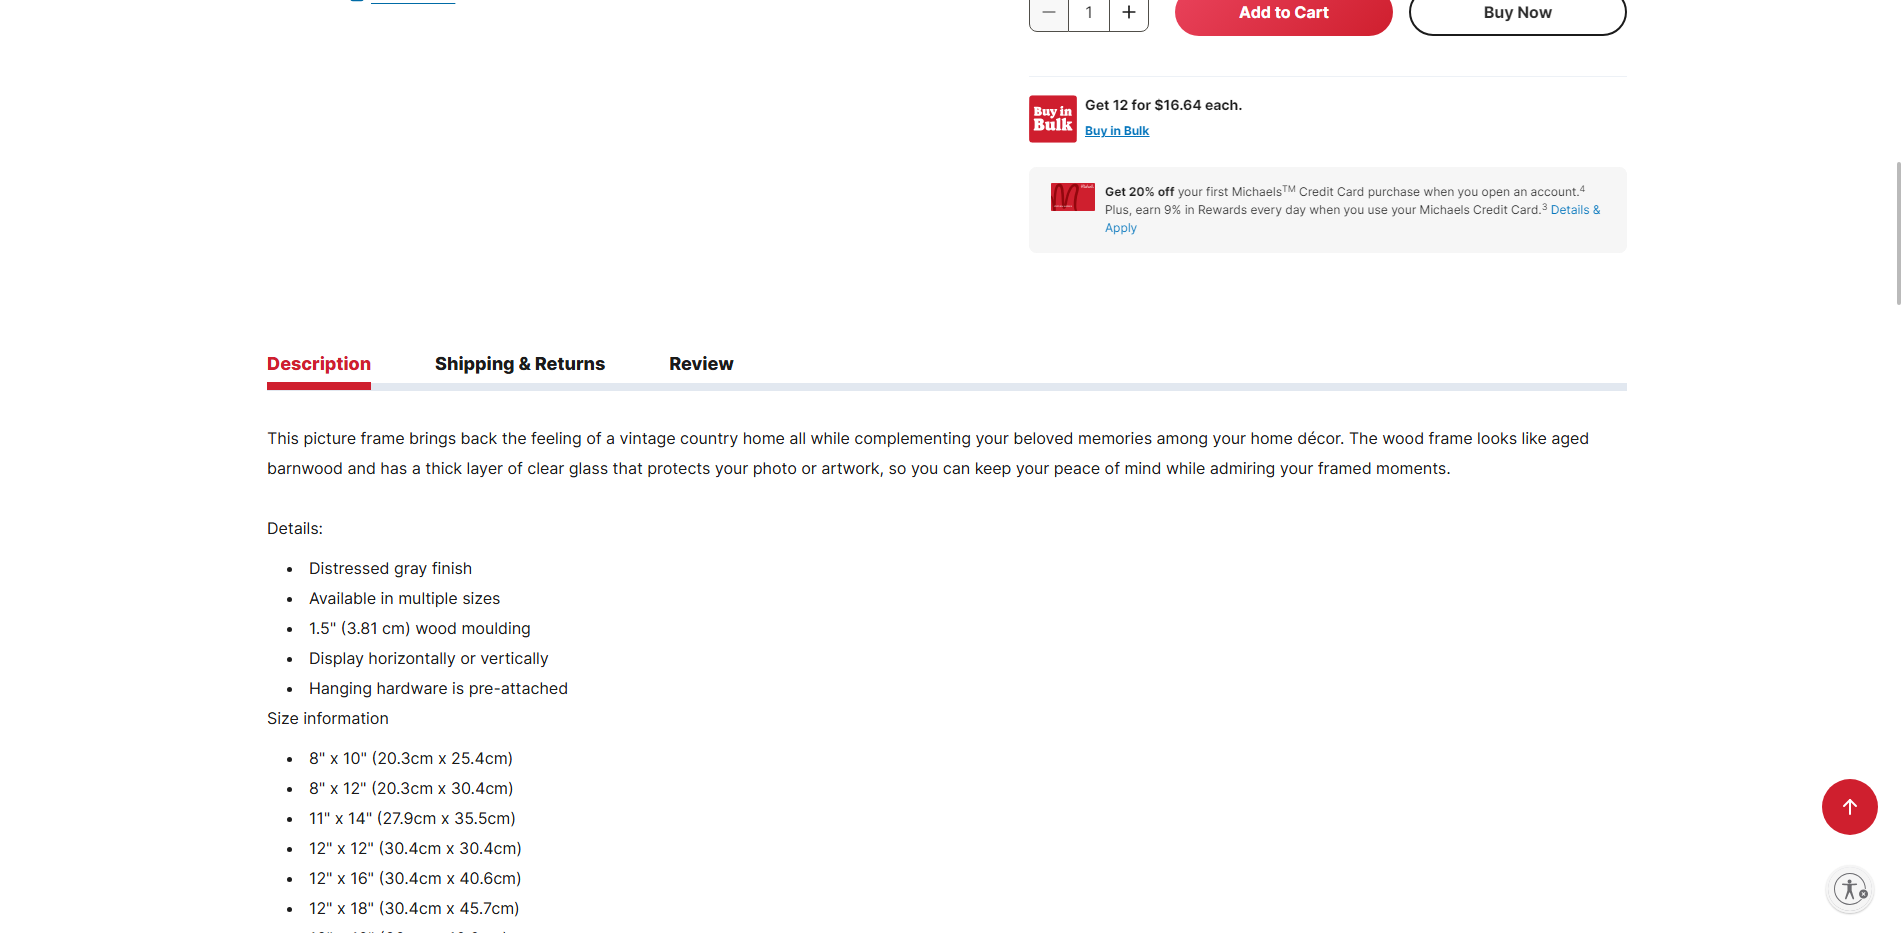 1
Add to Cart
Buy Now
Buy in
Bulk
Get 12 for $16.64 each.
Buy in Bulk
Get 20% off your first Michaels™ Credit Card purchase when you open an account.⁴
Plus, earn 9% in Rewards every day when you use your Michaels Credit Card.³ Details &
Apply
Description
Shipping & Returns
Review
This picture frame brings back the feeling of a vintage country home all while complementing your beloved memories among your home décor. The wood frame looks like aged
barnwood and has a thick layer of clear glass that protects your photo or artwork, so you can keep your peace of mind while admiring your framed moments.
Details:
Distressed gray finish
Available in multiple sizes
1.5" (3.81 cm) wood moulding
Display horizontally or vertically
Hanging hardware is pre-attached
Size information
8" x 10" (20.3cm x 25.4cm)
8" x 12" (20.3cm x 30.4cm)
11" x 14" (27.9cm x 35.5cm)
12" x 12" (30.4cm x 30.4cm)
12" x 16" (30.4cm x 40.6cm)
12" x 18" (30.4cm x 45.7cm)